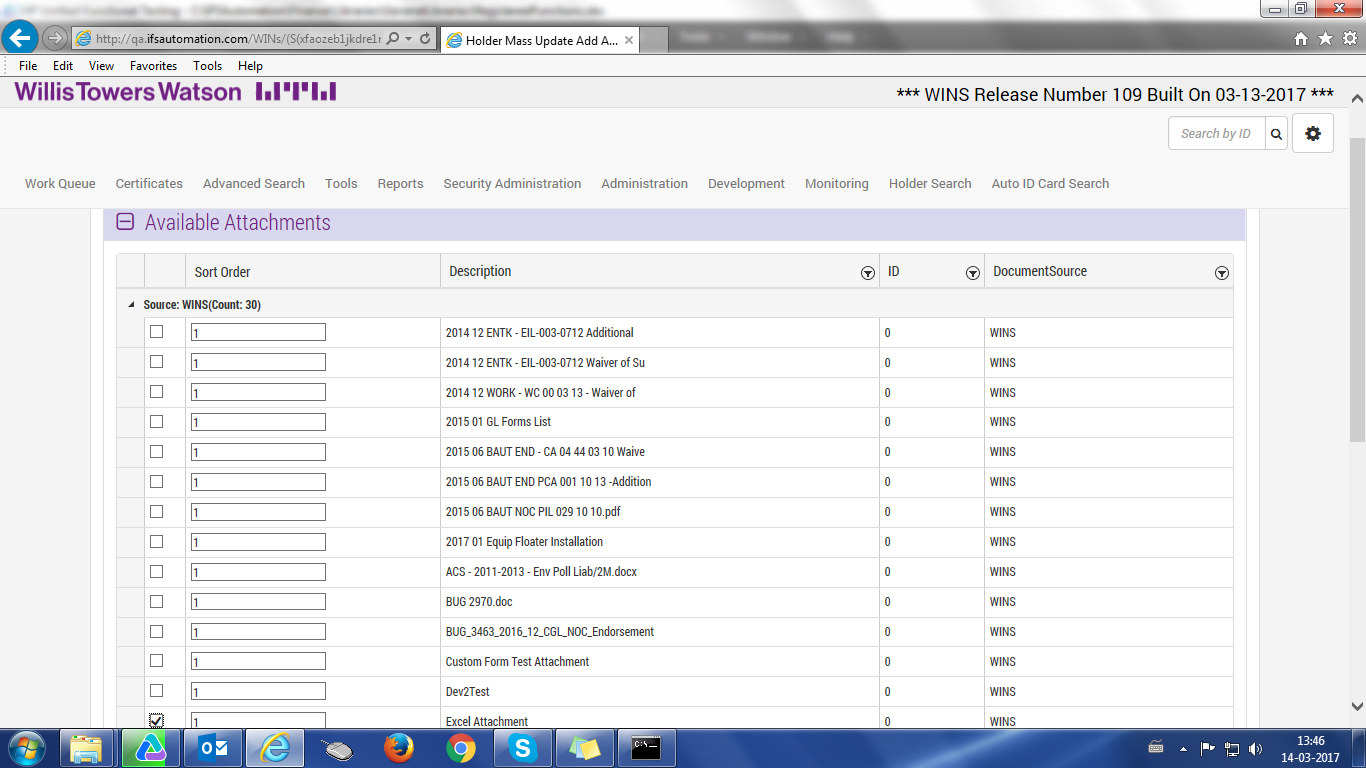 http://qa.ifsautomation.com/WINs/(S(xfaozeb1jkdre1r
Holder Mass Update Add A...
File Edit View Favorites Tools Help
WillisTowersWatson
*** WINS Release Number 109 Built On 03-13-2017 ***
Search by ID
Work Queue Certificates Advanced Search Tools Reports Security Administration Administration Development Monitoring Holder Search Auto ID Card Search
Available Attachments
Sort Order Description ID DocumentSource
Source: WINS(Count: 30)
1 2014 12 ENTK - EIL-003-0712 Additional 0 WINS
1 2014 12 ENTK - EIL-003-0712 Waiver of Su 0 WINS
1 2014 12 WORK - WC 00 03 13 - Waiver of 0 WINS
1 2015 01 GL Forms List 0 WINS
1 2015 06 BAUT END - CA 04 44 03 10 Waive 0 WINS
1 2015 06 BAUT END PCA 001 10 13 -Addition 0 WINS
1 2015 06 BAUT NOC PIL 029 10 10.pdf 0 WINS
1 2017 01 Equip Floater Installation 0 WINS
1 ACS - 2011-2013 - Env Poll Liab/2M.docx 0 WINS
1 BUG 2970.doc 0 WINS
1 BUG_3463_2016_12_CGL_NOC_Endorsement 0 WINS
1 Custom Form Test Attachment 0 WINS
1 Dev2Test 0 WINS
1 Excel Attachment 0 WINS
13:46
14-03-2017